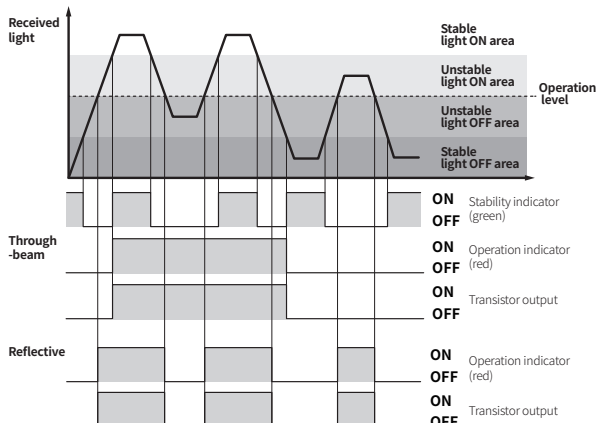 Received
light
Stable
light ON area
Unstable
light ON area
Operation
level
Unstable
light OFF area
Stable
light OFF area
ON
OFF
Stability indicator
(green)
Through
-beam
ON
OFF
Operation indicator
(red)
ON
OFF
Transistor output
Reflective
ON
OFF
Operation indicator
(red)
ON
OFF
Transistor output